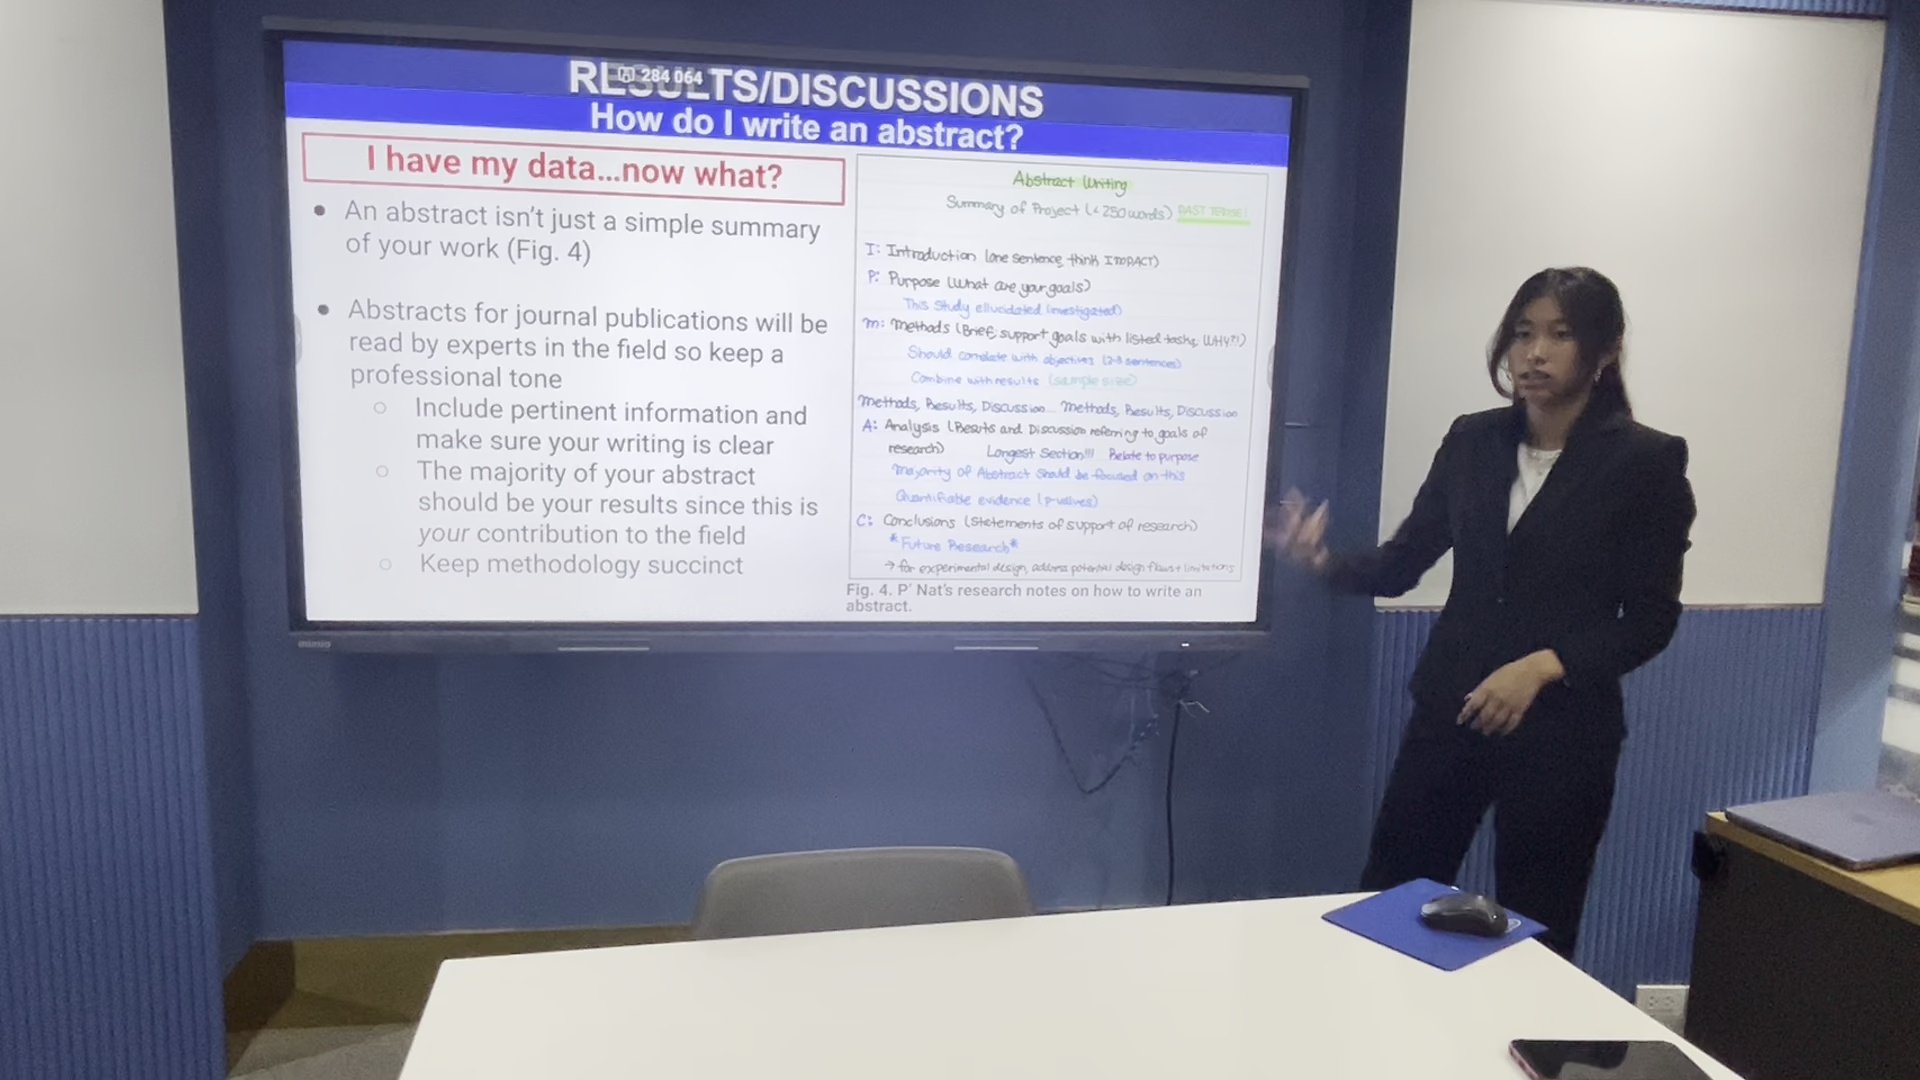 RESULTS/DISCUSSIONS
284 064
How do I write an abstract?
I have my data...now what?
● An abstract isn't just a simple summary
of your work (Fig. 4)
● Abstracts for journal publications will be
read by experts in the field so keep a
professional tone
○ Include pertinent information and
make sure your writing is clear
○ The majority of your abstract
should be your results since this is
your contribution to the field
○ Keep methodology succinct
Abstract Writing
Summary of Project (<250 words) PAST TENSE!
I: Introduction (one sentence, think IMPACT)
P: Purpose (What are your goals)
This study ellucidated (investigated)
M: Methods (Brief, support goals with listed tasks, WHY?!)
Should correlate with objectives (2-3 sentences)
Combine with results (sample size)
Methods, Results, Discussion... Methods, Results, Discussion
A: Analysis (Results and Discussion referring to goals of
research) Longest Section!!! Relate to purpose
Majority of Abstract should be focused on this
Quantifiable evidence (p-values)
C: Conclusions (statements of support of research)
*Future Research*
→ for experimental design, address potential design flaws + limitations
Fig. 4. P' Nat's research notes on how to write an
abstract.
mimio